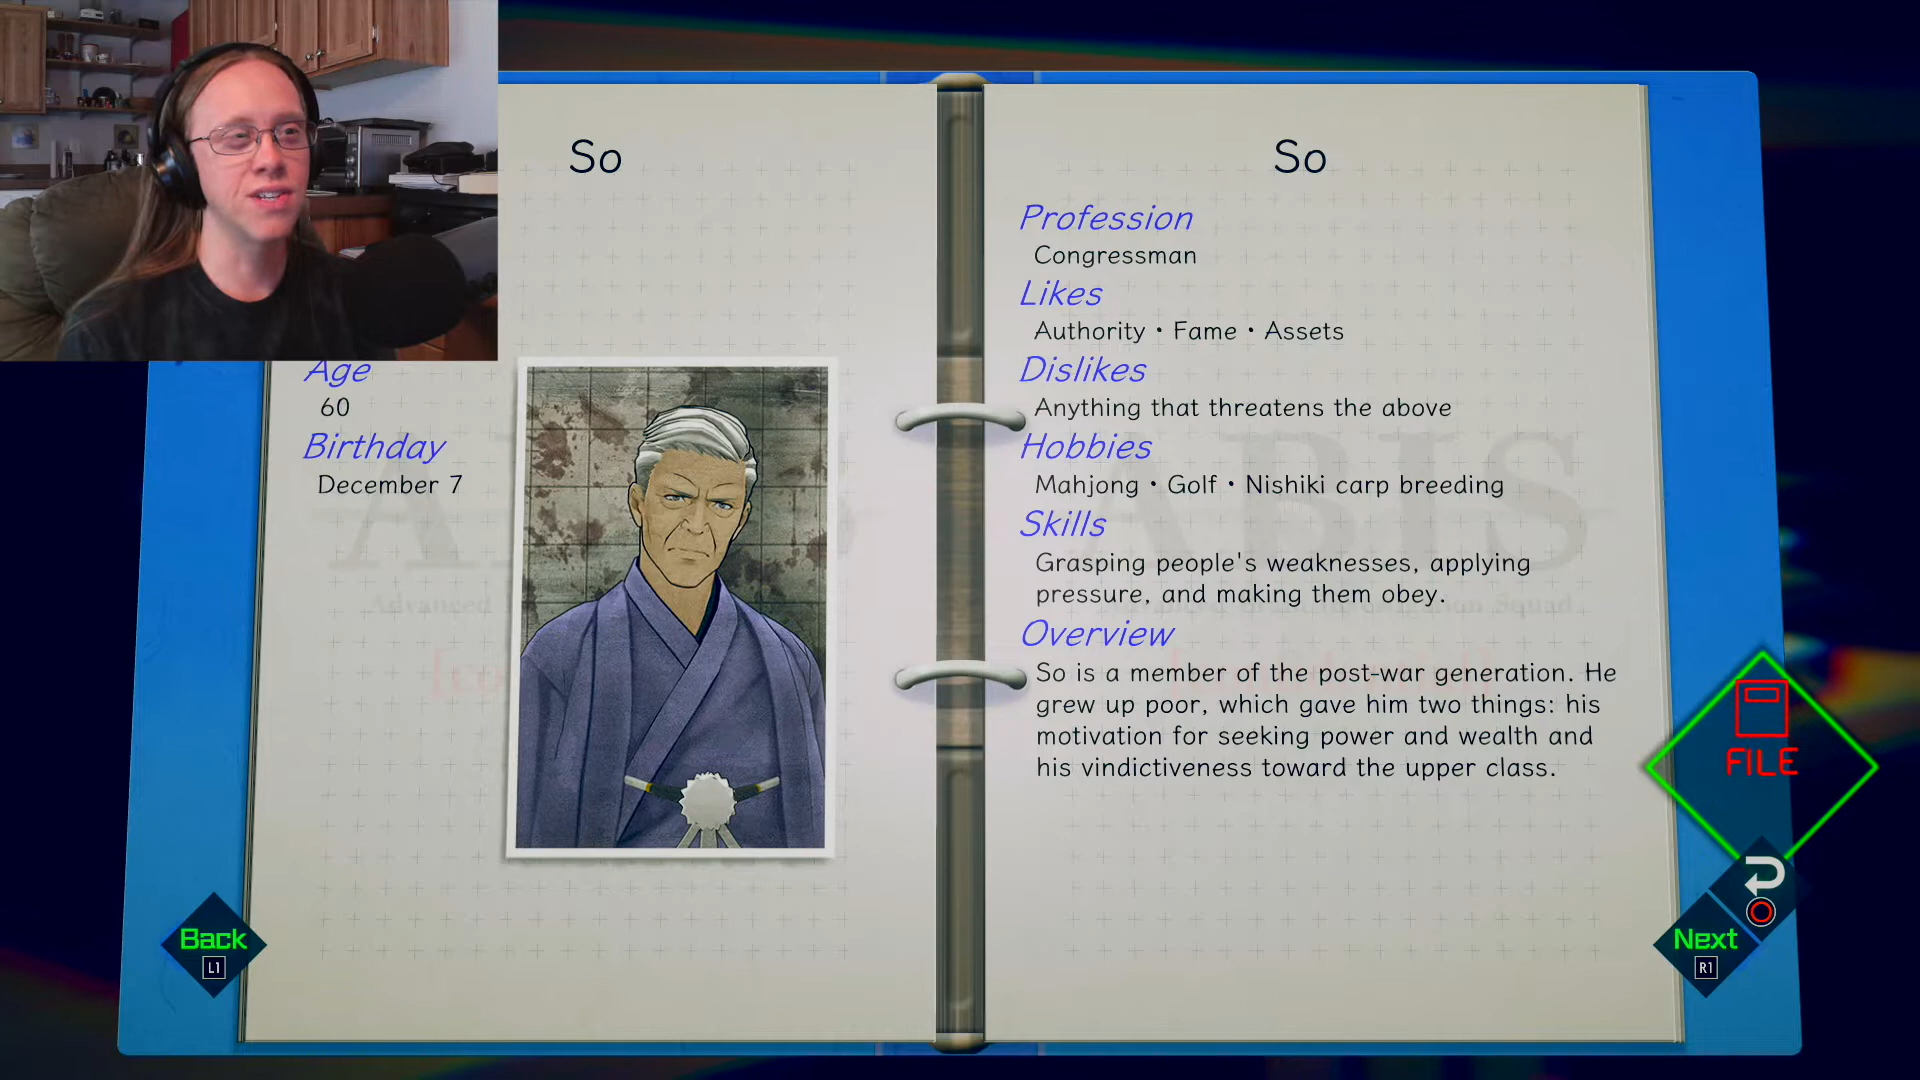 So
Age
60
Birthday
December 7
So
Profession
Congressman
Likes
Authority • Fame • Assets
Dislikes
Anything that threatens the above
Hobbies
Mahjong • Golf • Nishiki carp breeding
Skills
Grasping people's weaknesses, applying
pressure, and making them obey.
Overview
So is a member of the post-war generation. He
grew up poor, which gave him two things: his
motivation for seeking power and wealth and
his vindictiveness toward the upper class.
ABIS
Advanced
Squad
FILE
Back
L1
Next
R1